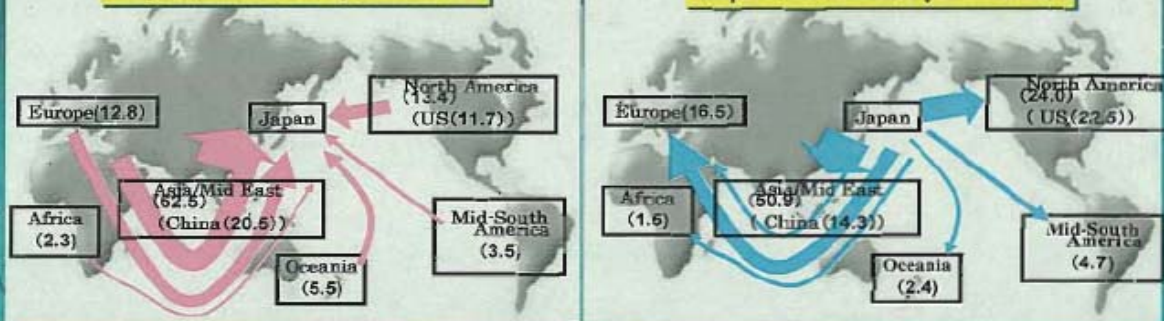 Europe(12.8)
Japan
North America
(13.4)
(US(11.7))
Asia/Mid East
(62.5)
(China(20.5))
Africa
(2.3)
Oceania
(5.5)
Mid-South
America
(3.5)
Europe(16.5)
Japan
North America
(24.0)
( US(22.5))
Asia/Mid East
(50.9)
( China(14.3))
Africa
(1.5)
Oceania
(2.4)
Mid-South
America
(4.7)